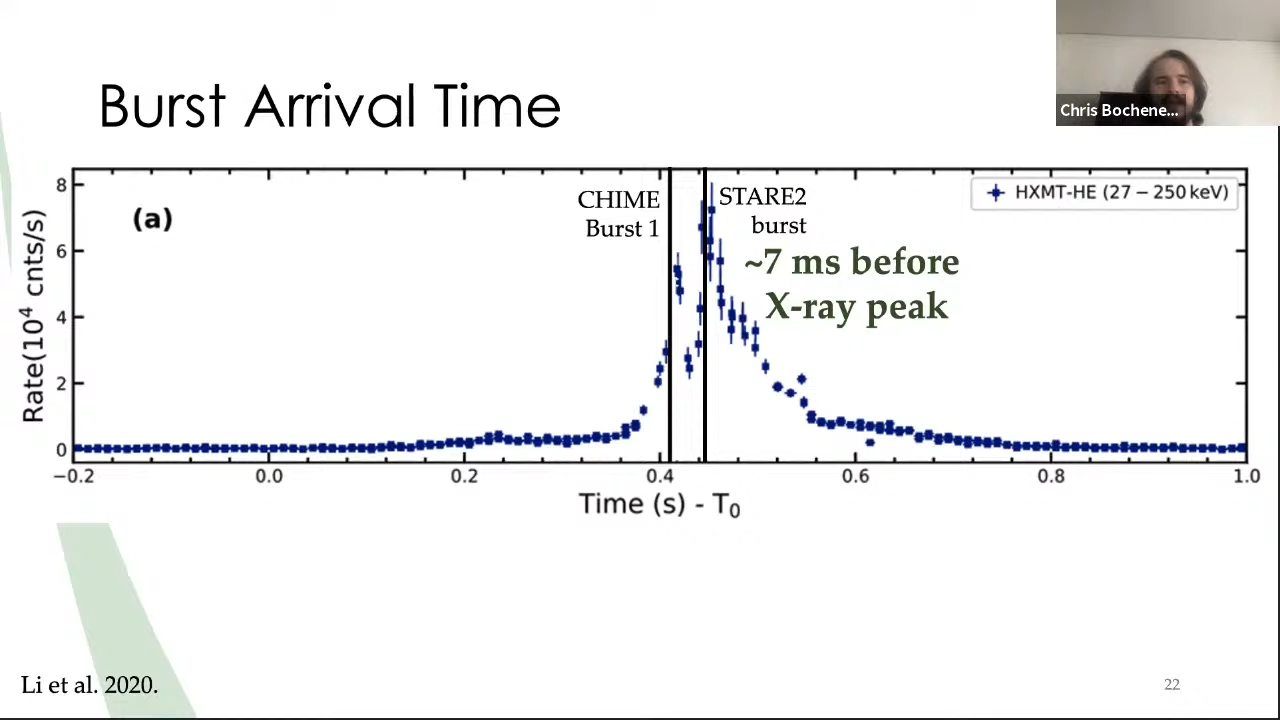 Burst Arrival Time
Chris Bochene...
CHIME
Burst 1
STARE2
burst
~7 ms before
X-ray peak
HXMT-HE (27 − 250 keV)
(a)
Rate(10⁴ cnts/s)
8
6
4
2
0
−0.2
0.0
0.2
0.4
0.6
0.8
1.0
Time (s) - T₀
Li et al. 2020.
22